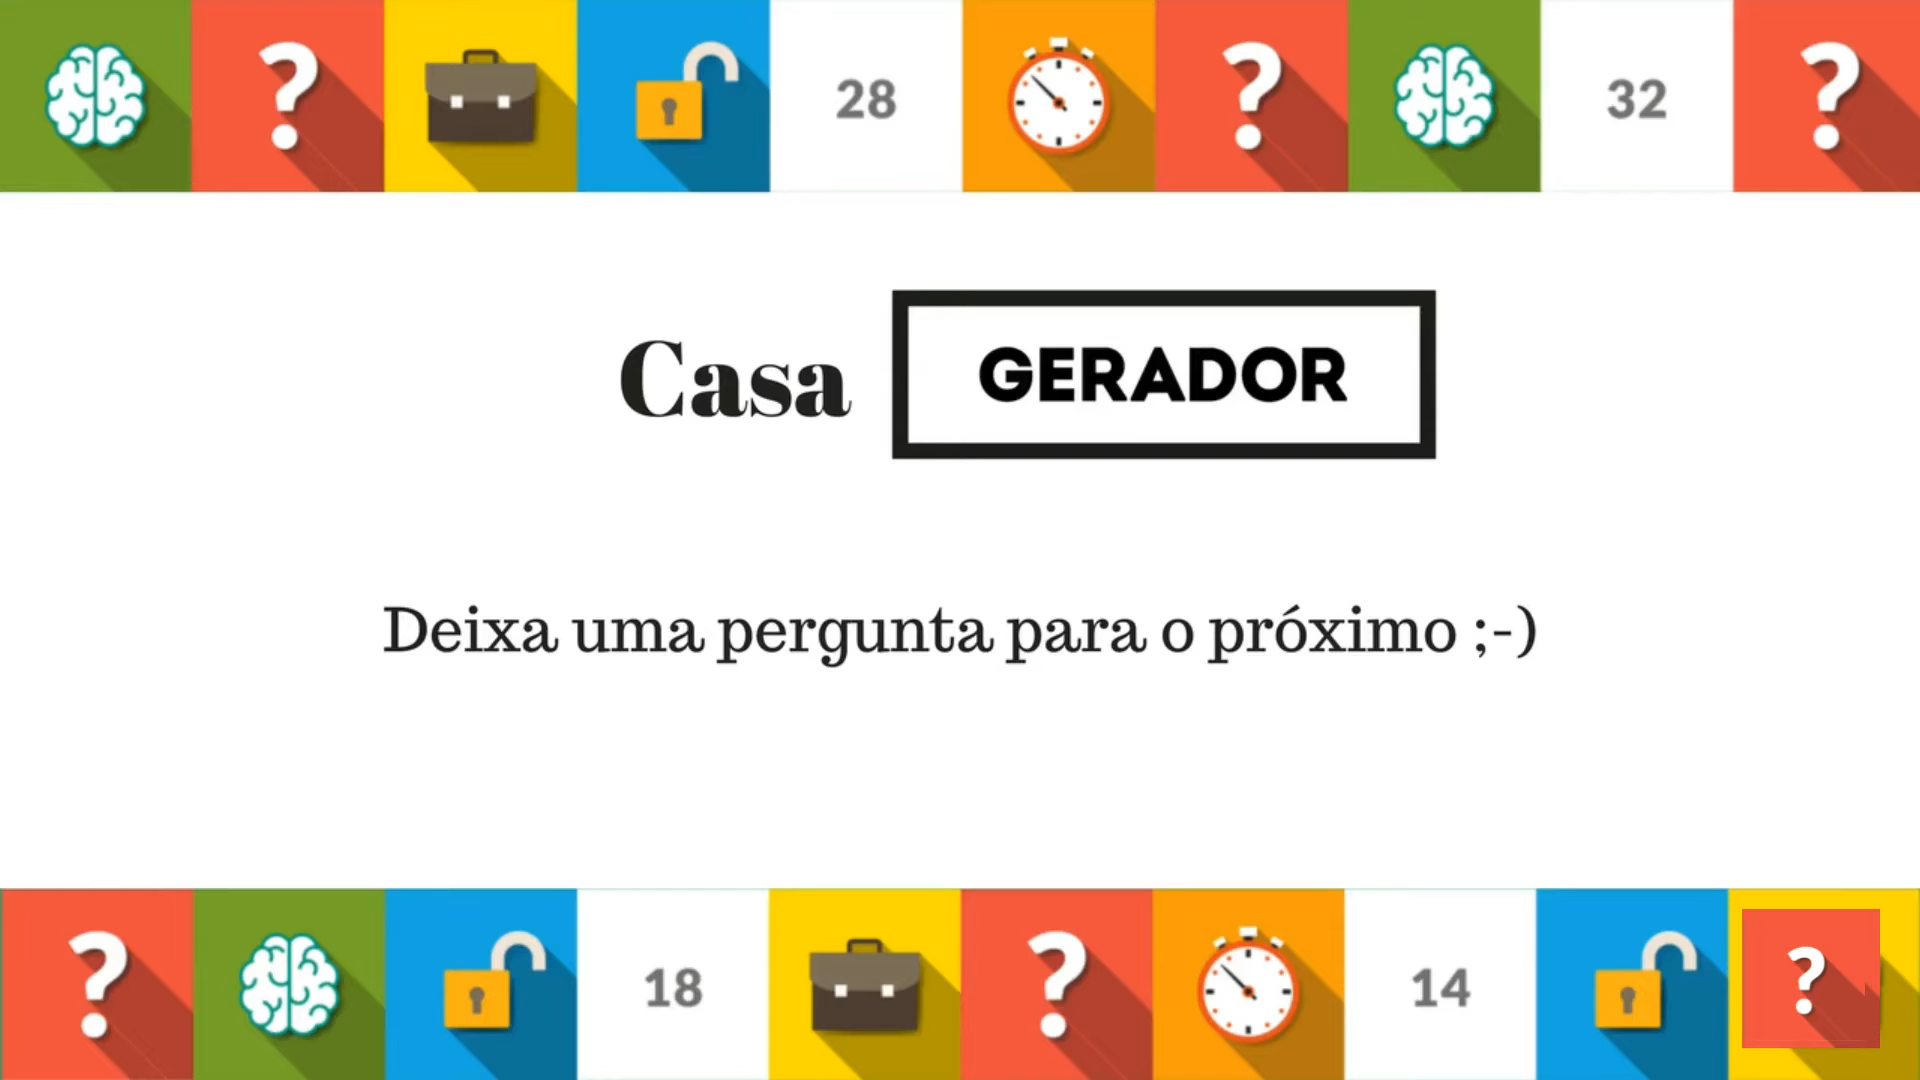 ? 28 ? 32 ?
Casa GERADOR
Deixa uma pergunta para o próximo ;-)
? 18 ? 14 ?